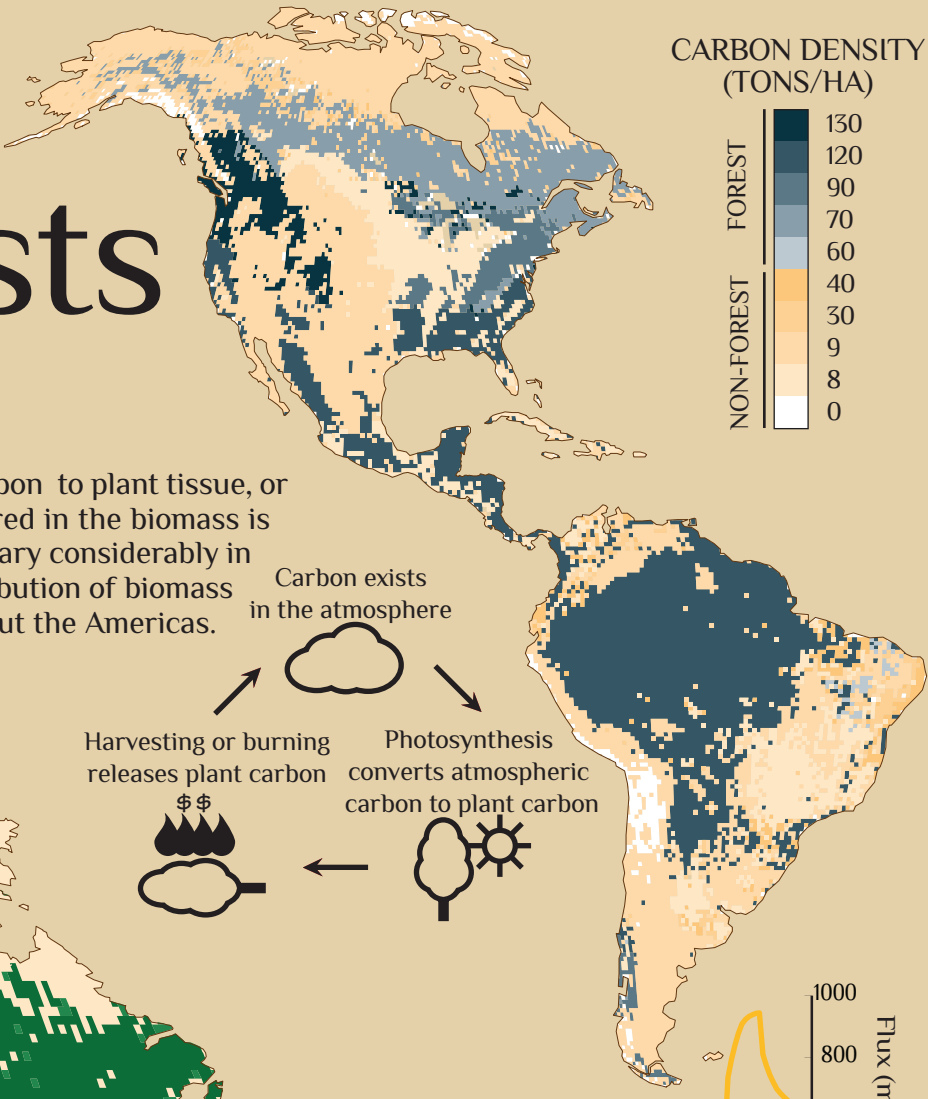 CARBON DENSITY
(TONS/HA)
FOREST
130
120
90
70
60
NON-FOREST
40
30
9
8
0
sts
bon to plant tissue, or
red in the biomass is
ary considerably in
bution of biomass
ut the Americas.
Carbon exists
in the atmosphere
Harvesting or burning
releases plant carbon
$$
Photosynthesis
converts atmospheric
carbon to plant carbon
1000
800
Flux (m